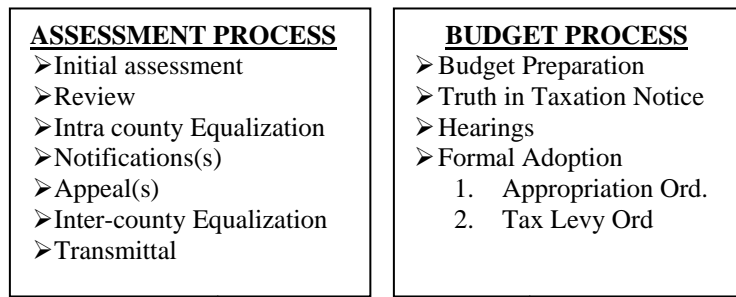 ASSESSMENT PROCESS
➢Initial assessment
➢Review
➢Intra county Equalization
➢Notifications(s)
➢Appeal(s)
➢Inter-county Equalization
➢Transmittal
BUDGET PROCESS
➢Budget Preparation
➢Truth in Taxation Notice
➢Hearings
➢Formal Adoption
1. Appropriation Ord.
2. Tax Levy Ord